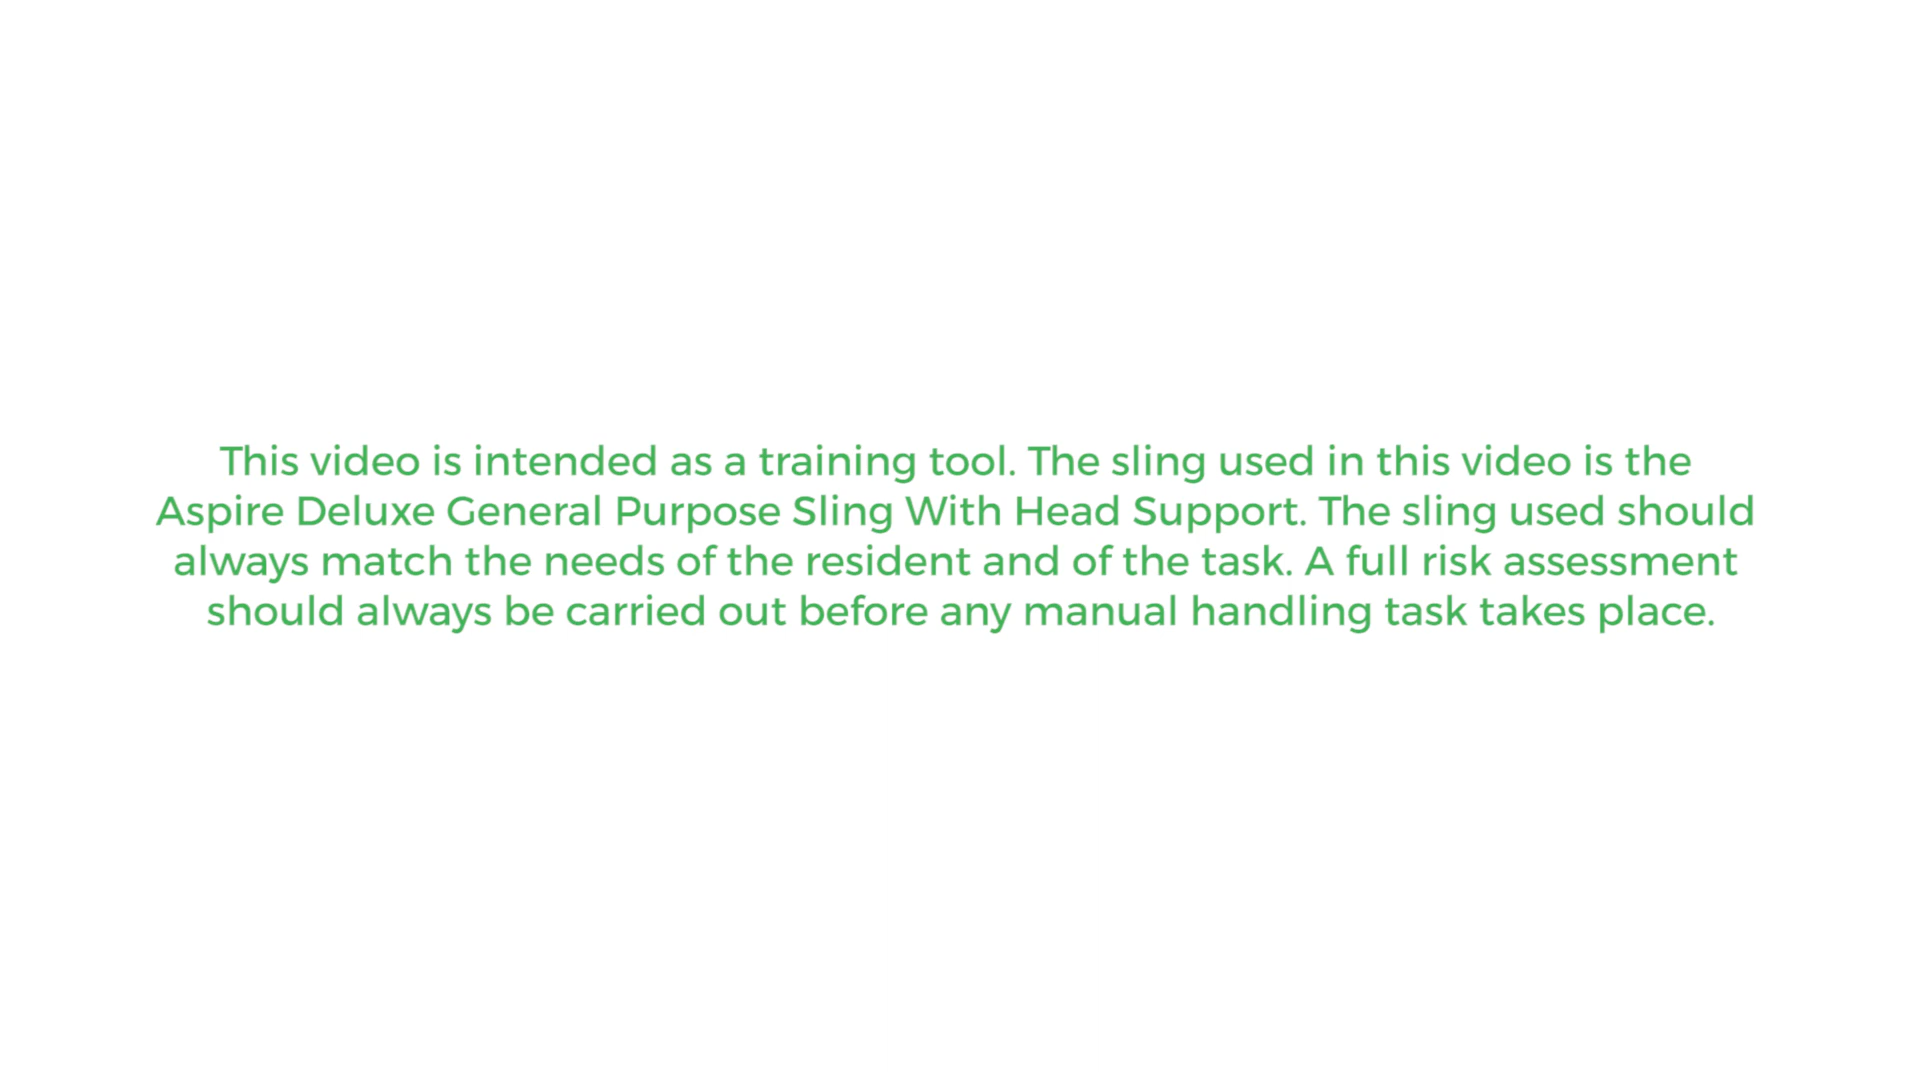 This video is intended as a training tool. The sling used in this video is the
Aspire Deluxe General Purpose Sling With Head Support. The sling used should
always match the needs of the resident and of the task. A full risk assessment
should always be carried out before any manual handling task takes place.